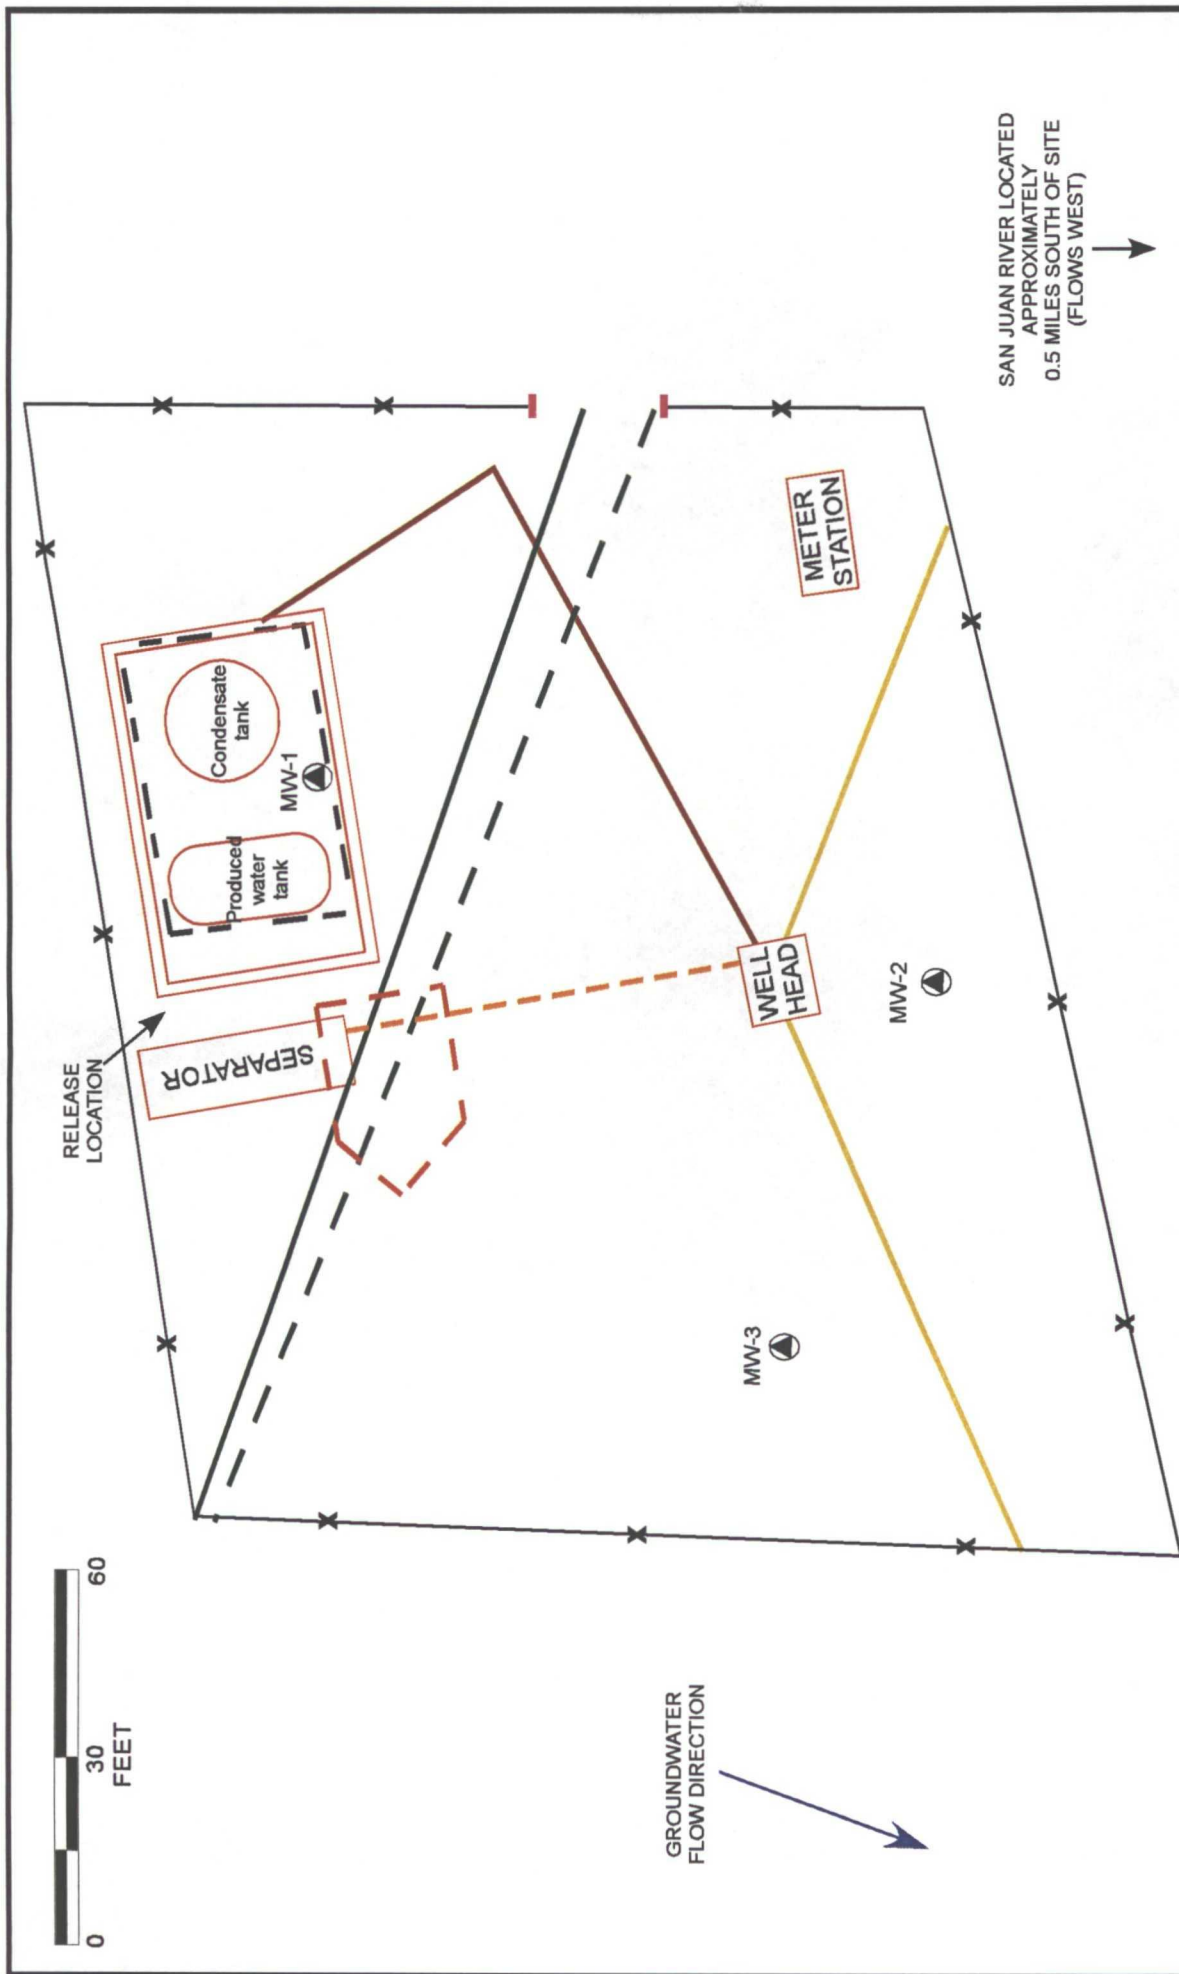 RELEASE
LOCATION
SEPARATOR
Produced
water
tank
Condensate
tank
MW-1
METER
STATION
WELL
HEAD
MW-2
MW-3
0
30
60
FEET
GROUNDWATER
FLOW DIRECTION
SAN JUAN RIVER LOCATED
APPROXIMATELY
0.5 MILES SOUTH OF SITE
(FLOWS WEST)